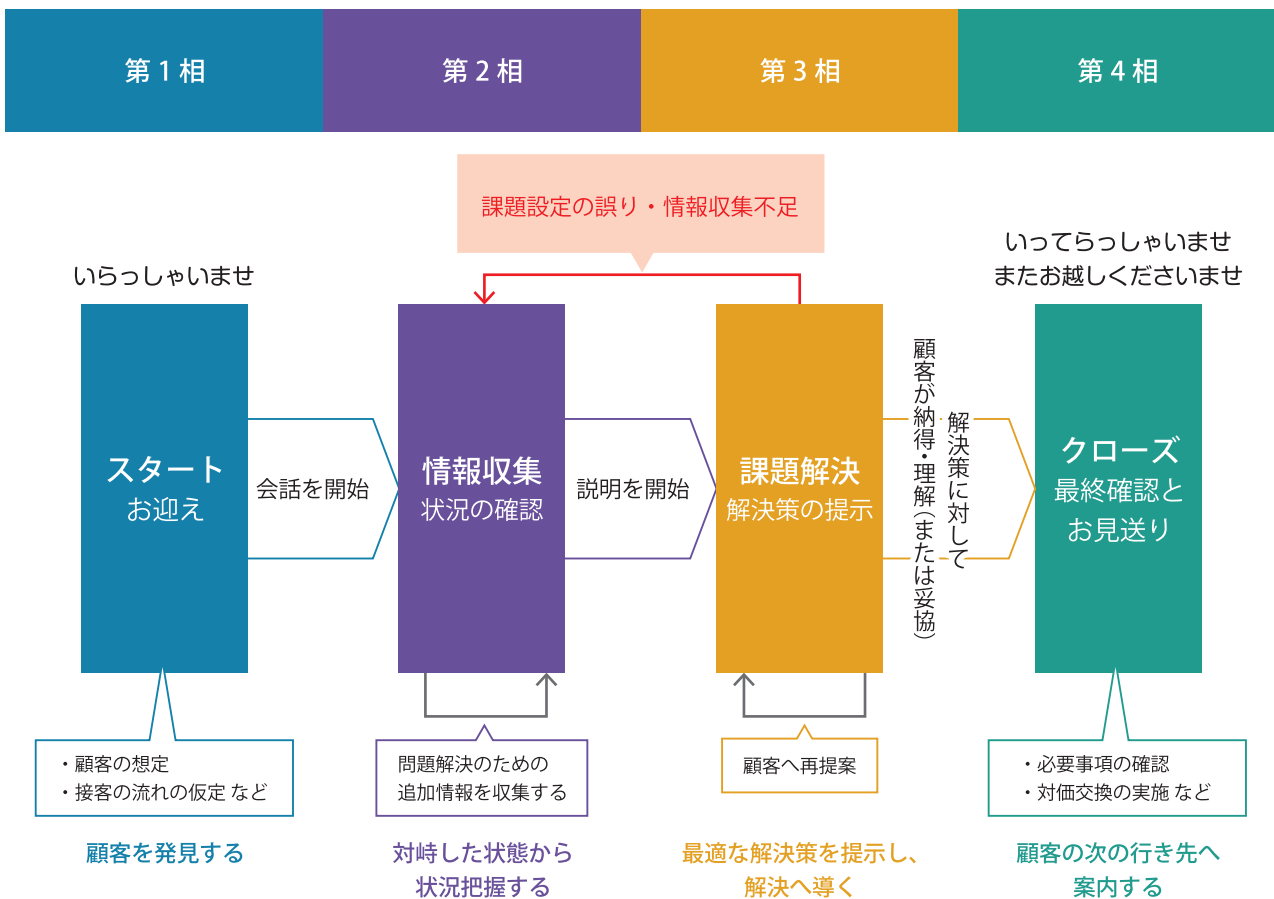 第1相
第2相
第3相
第4相
課題設定の誤り・情報収集不足
いらっしゃいませ
いってらっしゃいませ
またお越しくださいませ
スタート
お迎え
会話を開始
情報収集
状況の確認
説明を開始
課題解決
解決策の提示
解決策に対して
顧客が納得・理解(または妥協)
クローズ
最終確認と
お見送り
・顧客の想定
・接客の流れの仮定 など
問題解決のための
追加情報を収集する
顧客へ再提案
・必要事項の確認
・対価交換の実施 など
顧客を発見する
対峙した状態から
状況把握する
最適な解決策を提示し、
解決へ導く
顧客の次の行き先へ
案内する